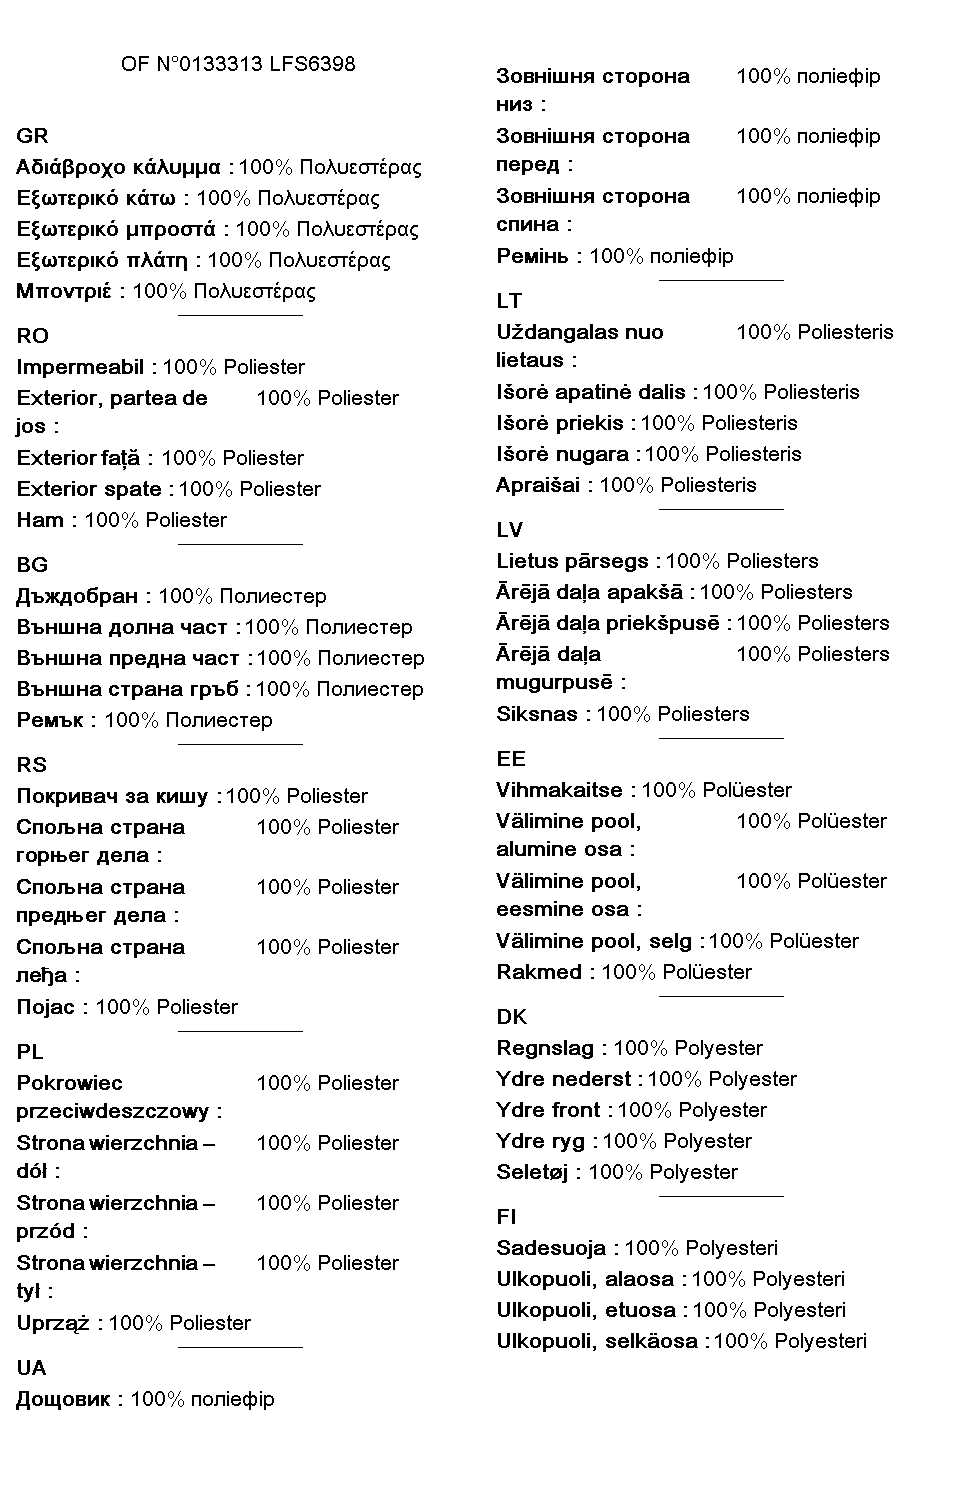 OF N°0133313 LFS6398
GR
Αδιάβροχο κάλυμμα : 100% Πολυεστέρας
Εξωτερικό κάτω : 100% Πολυεστέρας
Εξωτερικό μπροστά : 100% Πολυεστέρας
Εξωτερικό πλάτη : 100% Πολυεστέρας
Μποντριέ : 100% Πολυεστέρας
RO
Impermeabil : 100% Poliester
Exterior, partea de 100% Poliester
jos :
Exterior față : 100% Poliester
Exterior spate : 100% Poliester
Ham : 100% Poliester
BG
Дъждобран : 100% Полиестер
Външна долна част : 100% Полиестер
Външна предна част : 100% Полиестер
Външна страна гръб : 100% Полиестер
Ремък : 100% Полиестер
RS
Покривач за кишу : 100% Poliester
Спољна страна 100% Poliester
горњег дела :
Спољна страна 100% Poliester
предњег дела :
Спољна страна 100% Poliester
леђа :
Појас : 100% Poliester
PL
Pokrowiec 100% Poliester
przeciwdeszczowy :
Strona wierzchnia – 100% Poliester
dół :
Strona wierzchnia – 100% Poliester
przód :
Strona wierzchnia – 100% Poliester
tył :
Uprząż : 100% Poliester
UA
Дощовик : 100% поліефір
Зовнішня сторона 100% поліефір
низ :
Зовнішня сторона 100% поліефір
перед :
Зовнішня сторона 100% поліефір
спина :
Ремінь : 100% поліефір
LT
Uždangalas nuo 100% Poliesteris
lietaus :
Išorė apatinė dalis : 100% Poliesteris
Išorė priekis : 100% Poliesteris
Išorė nugara : 100% Poliesteris
Apraišai : 100% Poliesteris
LV
Lietus pārsegs : 100% Poliesters
Ārējā daļa apakšā : 100% Poliesters
Ārējā daļa priekšpusē : 100% Poliesters
Ārējā daļa 100% Poliesters
mugurpusē :
Siksnas : 100% Poliesters
EE
Vihmakaitse : 100% Polüester
Välimine pool, 100% Polüester
alumine osa :
Välimine pool, 100% Polüester
eesmine osa :
Välimine pool, selg : 100% Polüester
Rakmed : 100% Polüester
DK
Regnslag : 100% Polyester
Ydre nederst : 100% Polyester
Ydre front : 100% Polyester
Ydre ryg : 100% Polyester
Seletøj : 100% Polyester
FI
Sadesuoja : 100% Polyesteri
Ulkopuoli, alaosa : 100% Polyesteri
Ulkopuoli, etuosa : 100% Polyesteri
Ulkopuoli, selkäosa : 100% Polyesteri